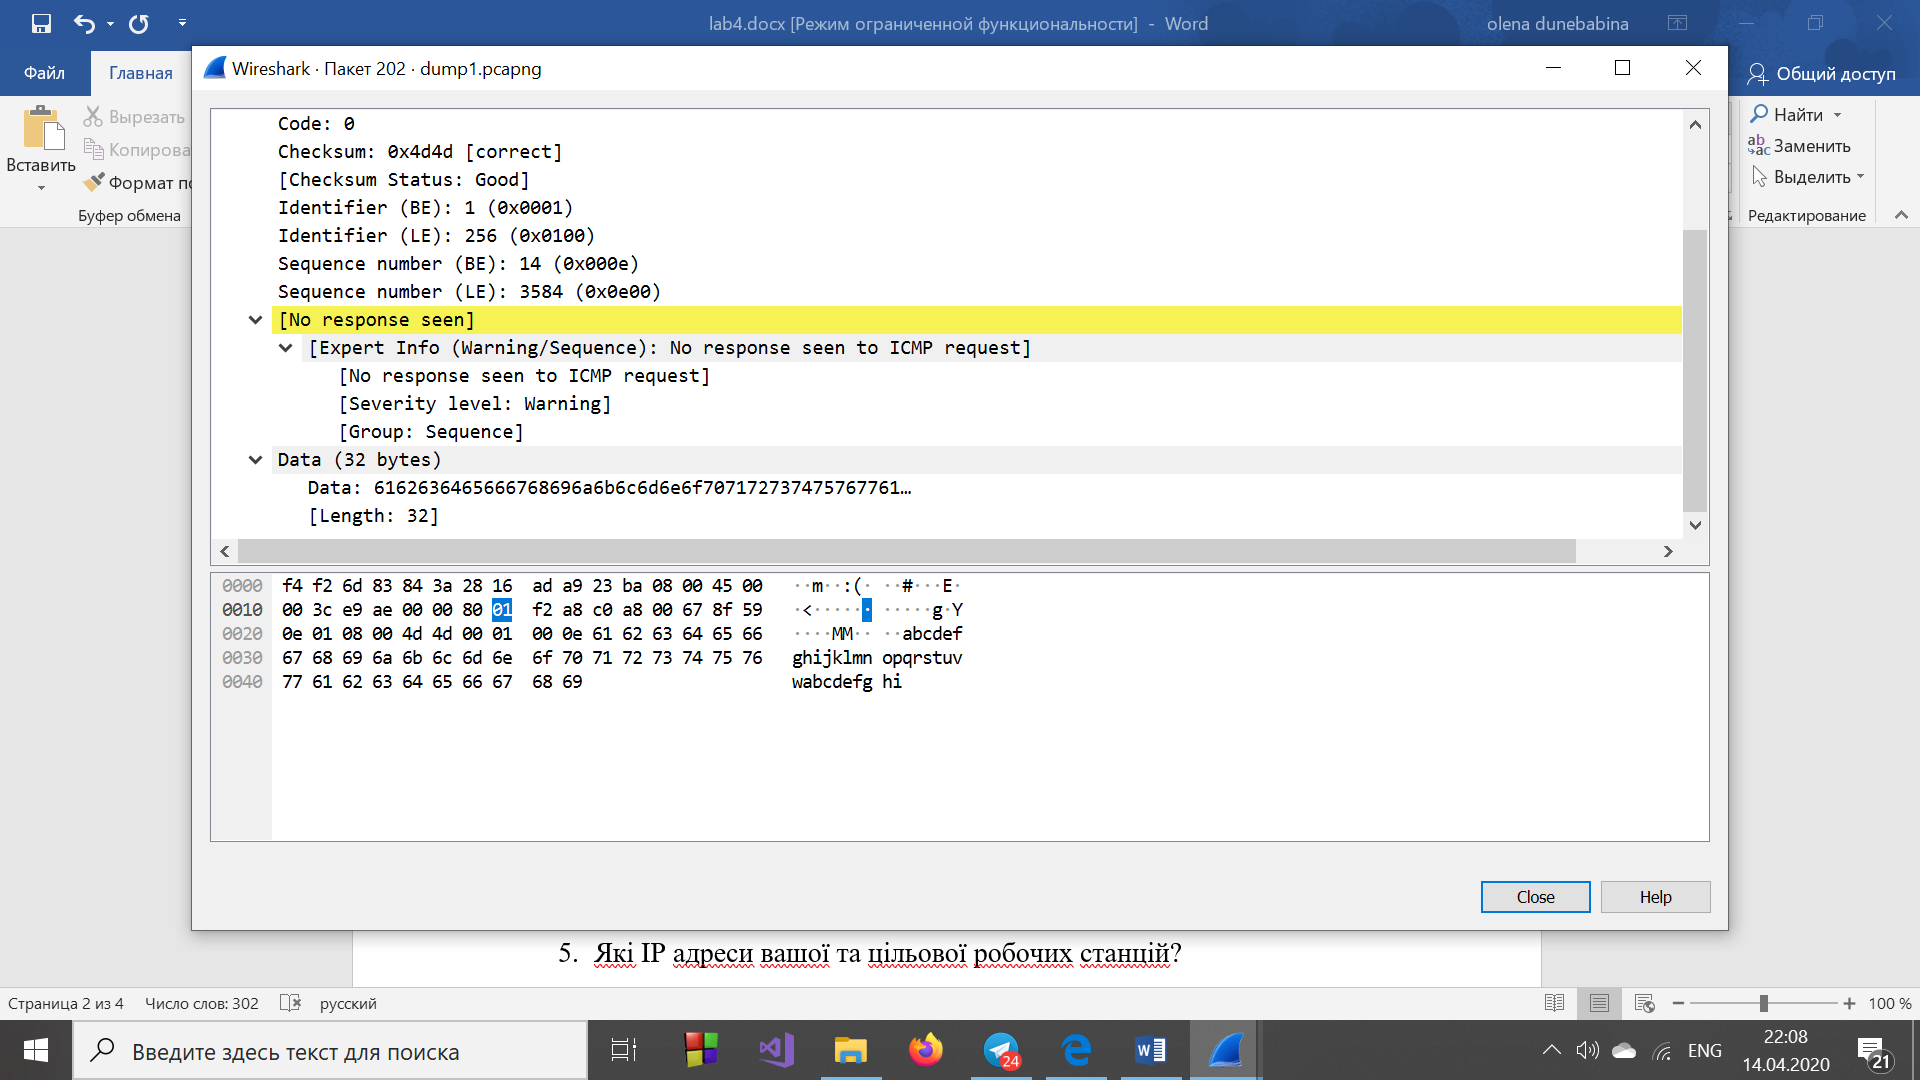 lab4.docx [Режим ограниченной функциональности] - Word
olena dunebabina
Файл
Главная
Общий доступ
Вставить
Вырезать
Копирова
Формат по
Буфер обмена
Найти
Заменить
Выделить
Редактирование
Wireshark · Пакет 202 · dump1.pcapng
Code: 0
Checksum: 0x4d4d [correct]
[Checksum Status: Good]
Identifier (BE): 1 (0x0001)
Identifier (LE): 256 (0x0100)
Sequence number (BE): 14 (0x000e)
Sequence number (LE): 3584 (0x0e00)
[No response seen]
[Expert Info (Warning/Sequence): No response seen to ICMP request]
[No response seen to ICMP request]
[Severity level: Warning]
[Group: Sequence]
Data (32 bytes)
Data: 6162636465666768696a6b6c6d6e6f707172737475767761…
[Length: 32]
0000 f4 f2 6d 83 84 3a 28 16 ad a9 23 ba 08 00 45 00 ··m··:(· ··#···E·
0010 00 3c e9 ae 00 00 80 01 f2 a8 c0 a8 00 67 8f 59 ·<······ ·····g·Y
0020 0e 01 08 00 4d 4d 00 01 00 0e 61 62 63 64 65 66 ····MM·· ··abcdef
0030 67 68 69 6a 6b 6c 6d 6e 6f 70 71 72 73 74 75 76 ghijklmn opqrstuv
0040 77 61 62 63 64 65 66 67 68 69 wabcdefg hi
Close
Help
5. Які IP адреси вашої та цільової робочих станцій?
Страница 2 из 4
Число слов: 302
русский
100 %
Введите здесь текст для поиска
24
ENG
22:08
14.04.2020
21